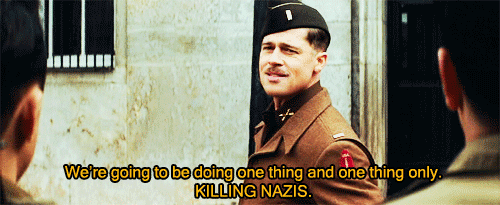 We're going to be doing one thing and one thing only.
KILLING NAZIS.